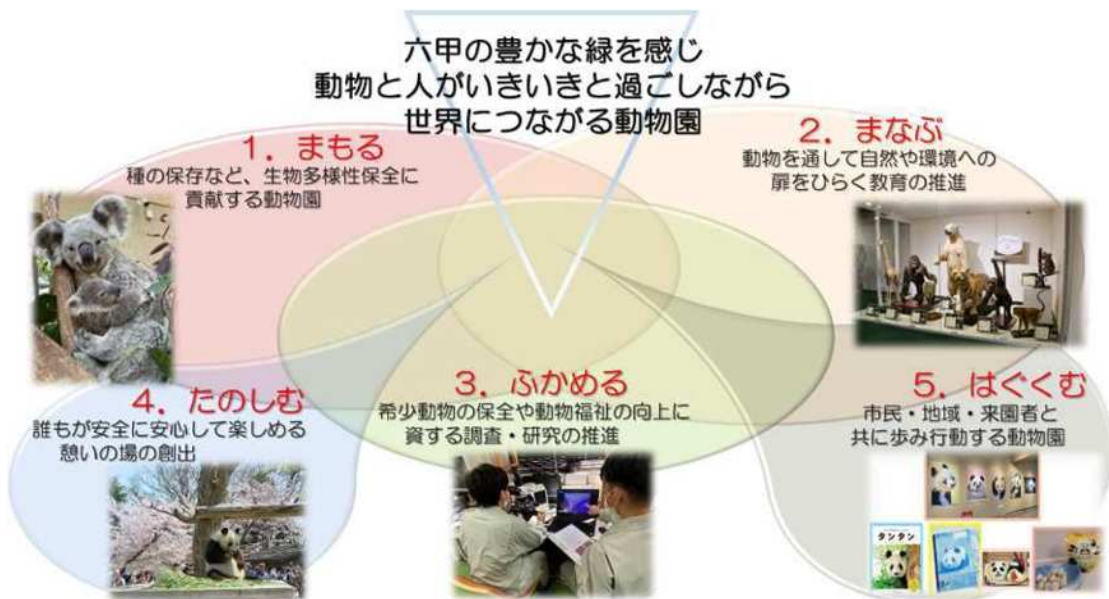 六甲の豊かな緑を感じ
動物と人がいきいきと過ごしながら
世界につながる動物園
1．まもる
種の保存など、生物多様性保全に
貢献する動物園
2．まなぶ
動物を通して自然や環境への
扉をひらく教育の推進
3．ふかめる
希少動物の保全や動物福祉の向上に
資する調査・研究の推進
4．たのしむ
誰もが安全に安心して楽しめる
憩いの場の創出
5．はぐくむ
市民・地域・来園者と
共に歩み行動する動物園
タンタン